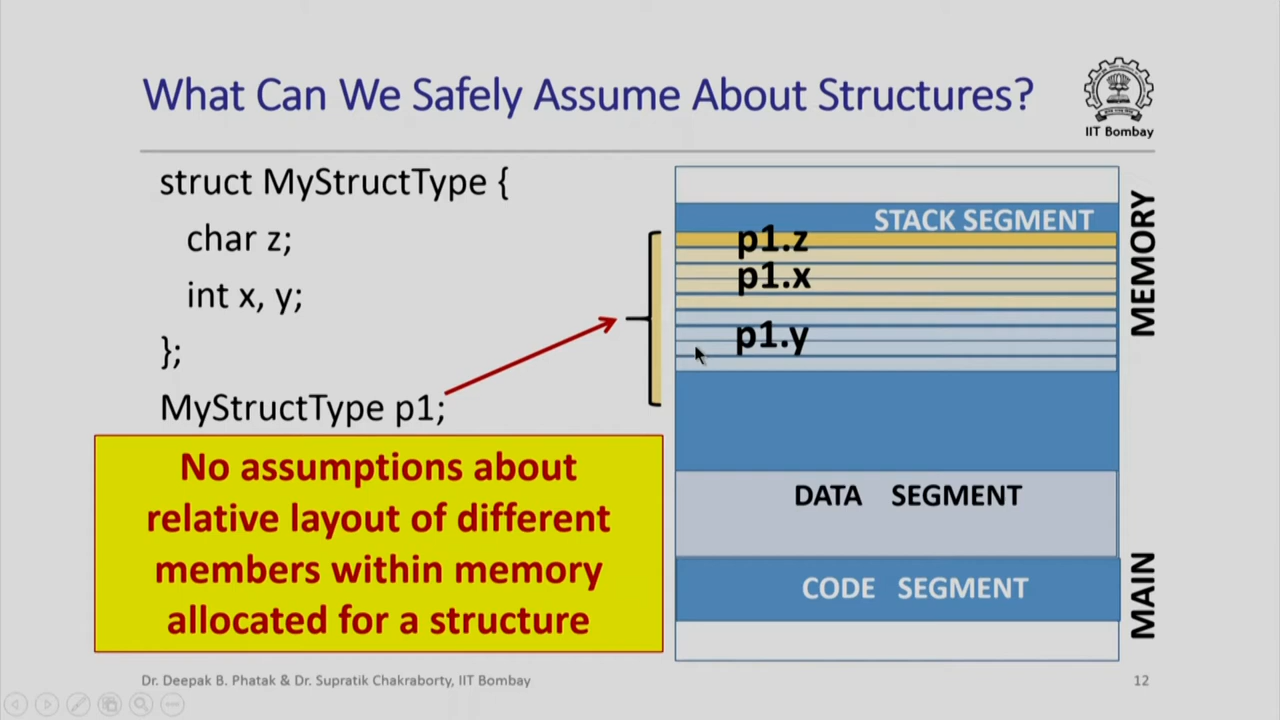 What Can We Safely Assume About Structures?
IIT Bombay
struct MyStructType {
char z;
int x, y;
};
MyStructType p1;
No assumptions about
relative layout of different
members within memory
allocated for a structure
STACK SEGMENT
p1.z
p1.x
p1.y
DATA SEGMENT
CODE SEGMENT
MEMORY
MAIN
Dr. Deepak B. Phatak & Dr. Supratik Chakraborty, IIT Bombay
12